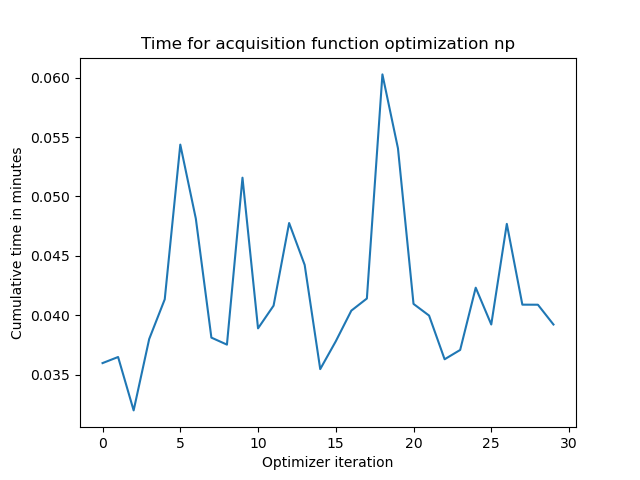 Time for acquisition function optimization np
Cumulative time in minutes
0.060
0.055
0.050
0.045
0.040
0.035
0 5 10 15 20 25 30
Optimizer iteration